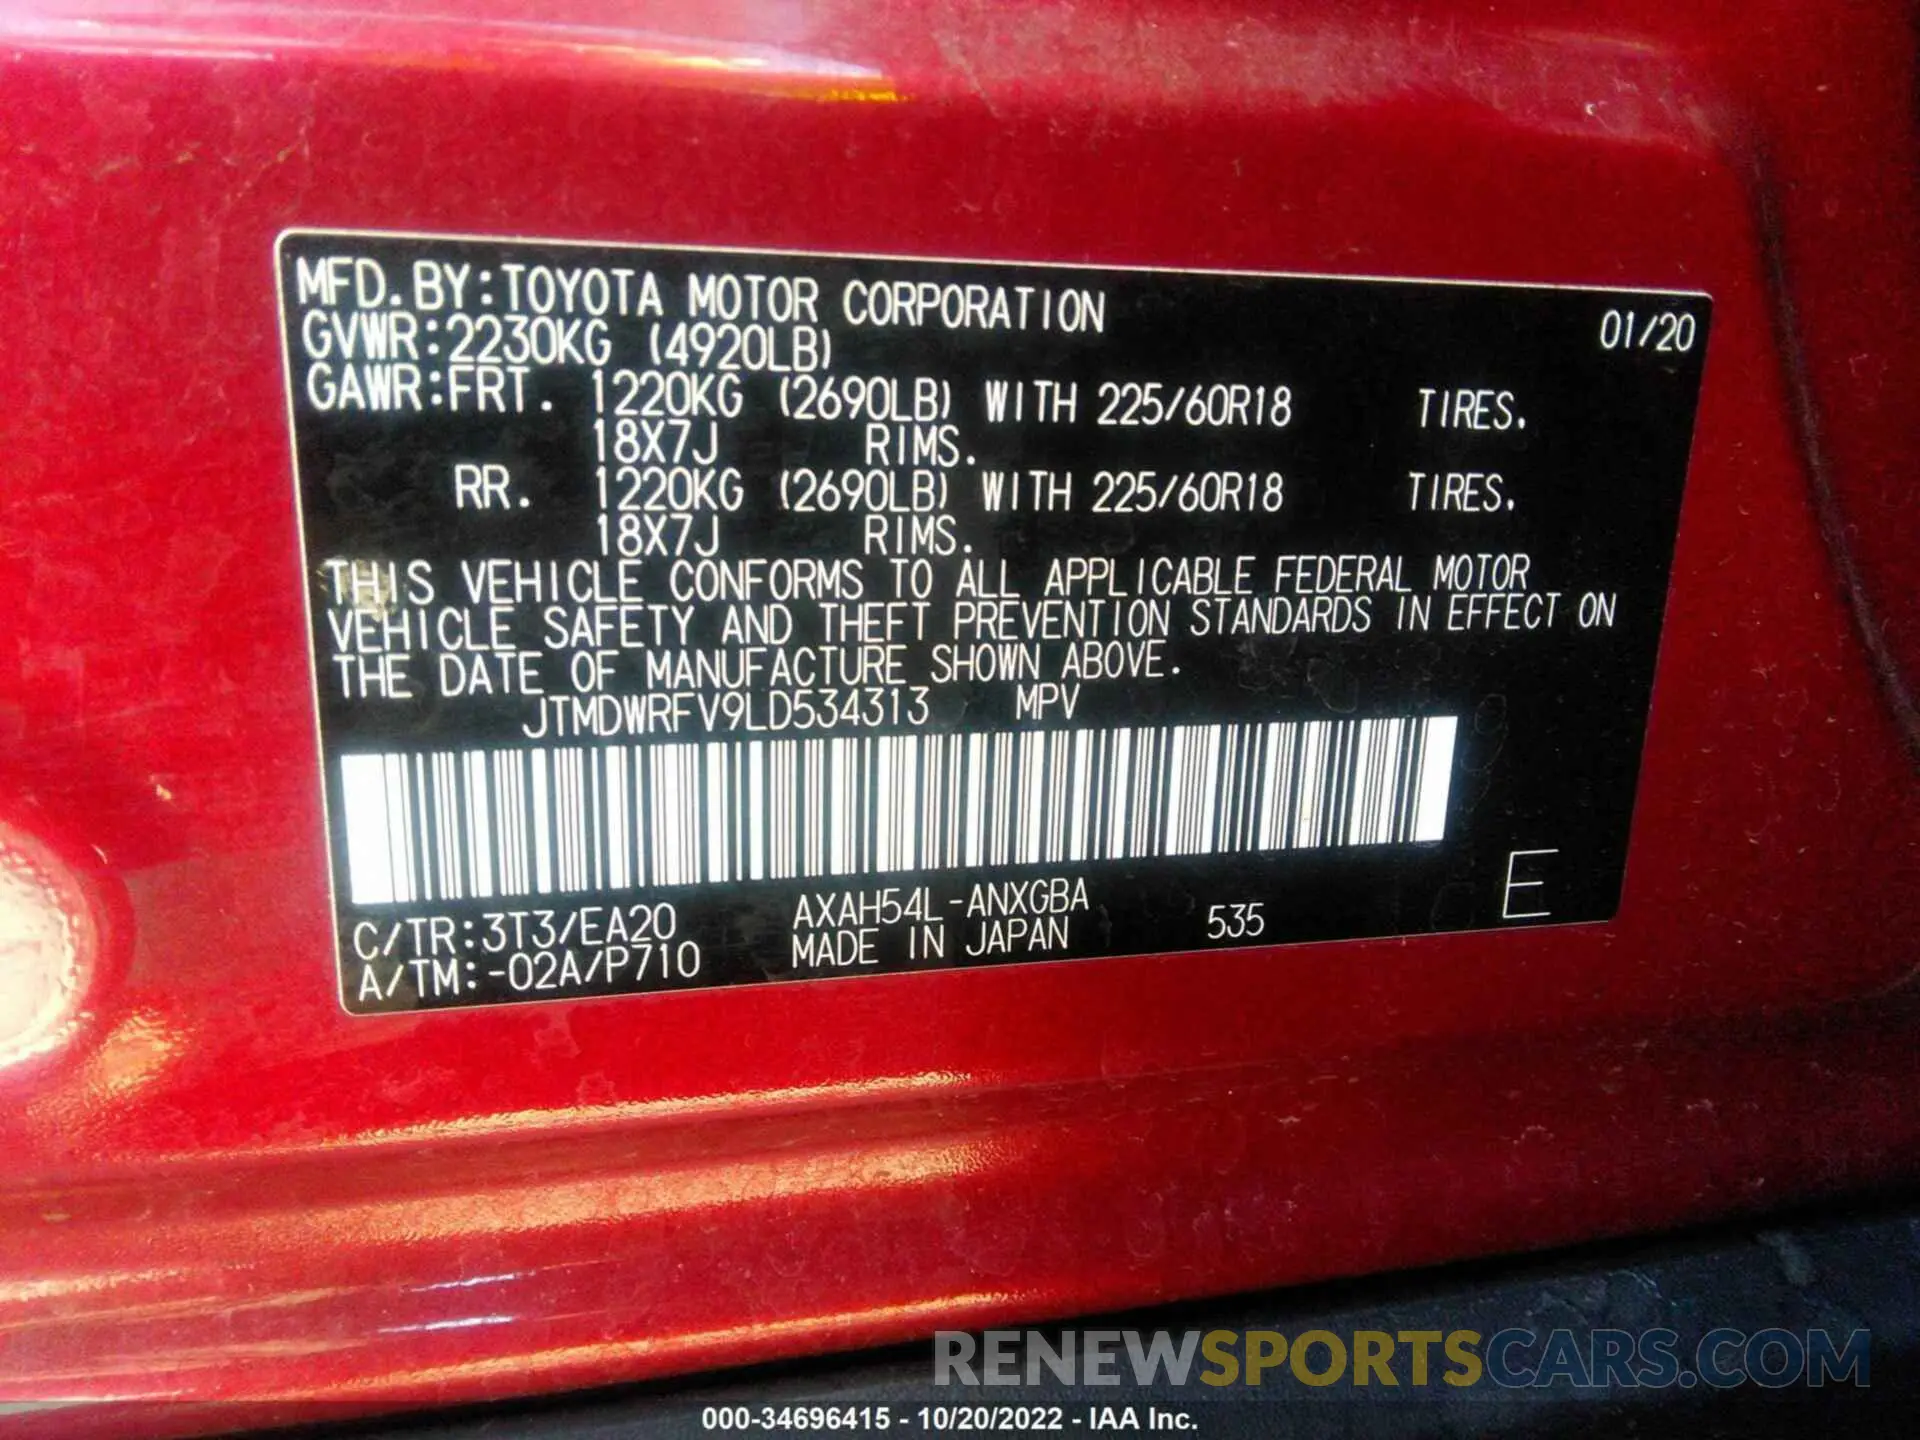 MFD. BY: TOYOTA MOTOR CORPORATION 01/20
GVWR: 2230KG (4920LB)
GAWR: FRT. 1220KG (2690LB) WITH 225/60R18 TIRES.
18X7J RIMS.
RR. 1220KG (2690LB) WITH 225/60R18 TIRES.
18X7J RIMS.
THIS VEHICLE CONFORMS TO ALL APPLICABLE FEDERAL MOTOR
VEHICLE SAFETY AND THEFT PREVENTION STANDARDS IN EFFECT ON
THE DATE OF MANUFACTURE SHOWN ABOVE.
JTMDWRFV9LD534313 MPV
C/TR: 3T3/EA20 AXAH54L-ANXGBA 535 E
A/TM: -02A/P710 MADE IN JAPAN
RENEWSPORTSCARS.COM
000-34696415 - 10/20/2022 - IAA Inc.